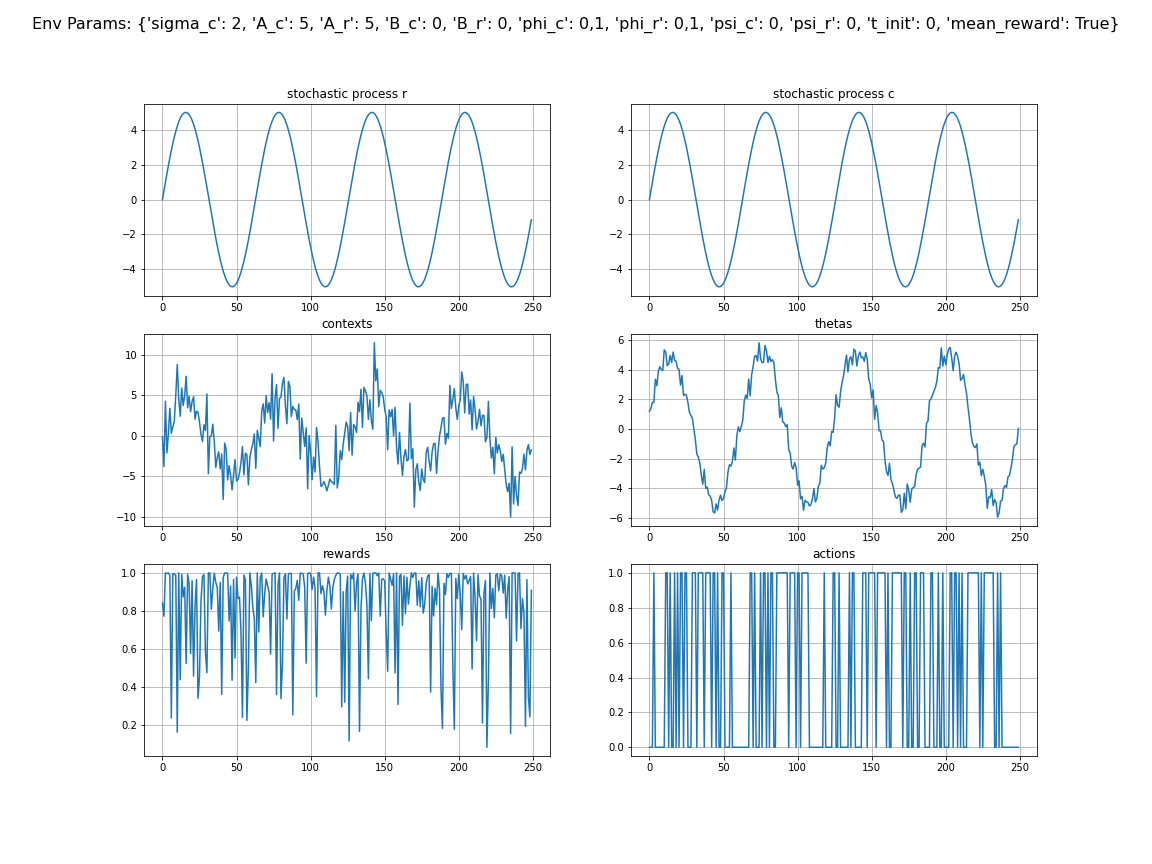 Env Params: {'sigma_c': 2, 'A_c': 5, 'A_r': 5, 'B_c': 0, 'B_r': 0, 'phi_c': 0,1, 'phi_r': 0,1, 'psi_c': 0, 'psi_r': 0, 't_init': 0, 'mean_reward': True}
stochastic process r
4
2
0
−2
−4
0 50 100 150 200 250
stochastic process c
4
2
0
−2
−4
0 50 100 150 200 250
contexts
10
5
0
−5
−10
0 50 100 150 200 250
thetas
6
4
2
0
−2
−4
−6
0 50 100 150 200 250
rewards
1.0
0.8
0.6
0.4
0.2
0 50 100 150 200 250
actions
1.0
0.8
0.6
0.4
0.2
0.0
0 50 100 150 200 250